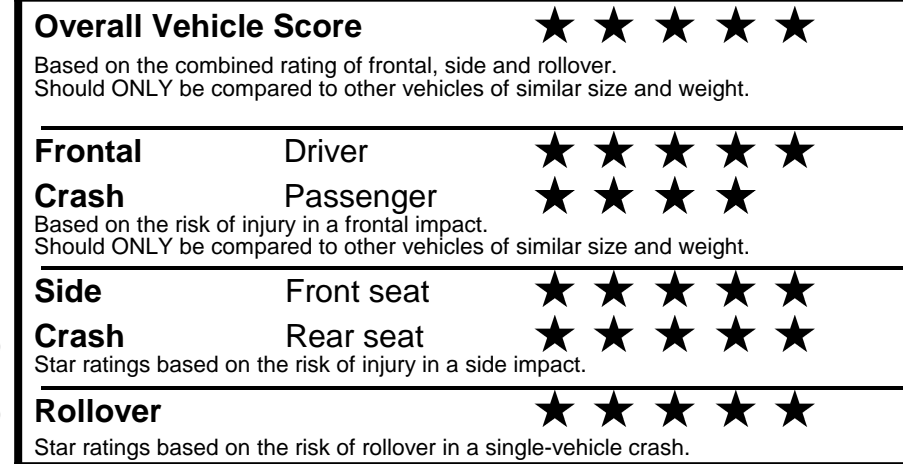 Overall Vehicle Score ★ ★ ★ ★ ★
Based on the combined rating of frontal, side and rollover.
Should ONLY be compared to other vehicles of similar size and weight.
Frontal Driver ★ ★ ★ ★ ★
Crash Passenger ★ ★ ★ ★
Based on the risk of injury in a frontal impact.
Should ONLY be compared to other vehicles of similar size and weight.
Side Front seat ★ ★ ★ ★ ★
Crash Rear seat ★ ★ ★ ★ ★
Star ratings based on the risk of injury in a side impact.
Rollover ★ ★ ★ ★ ★
Star ratings based on the risk of rollover in a single-vehicle crash.